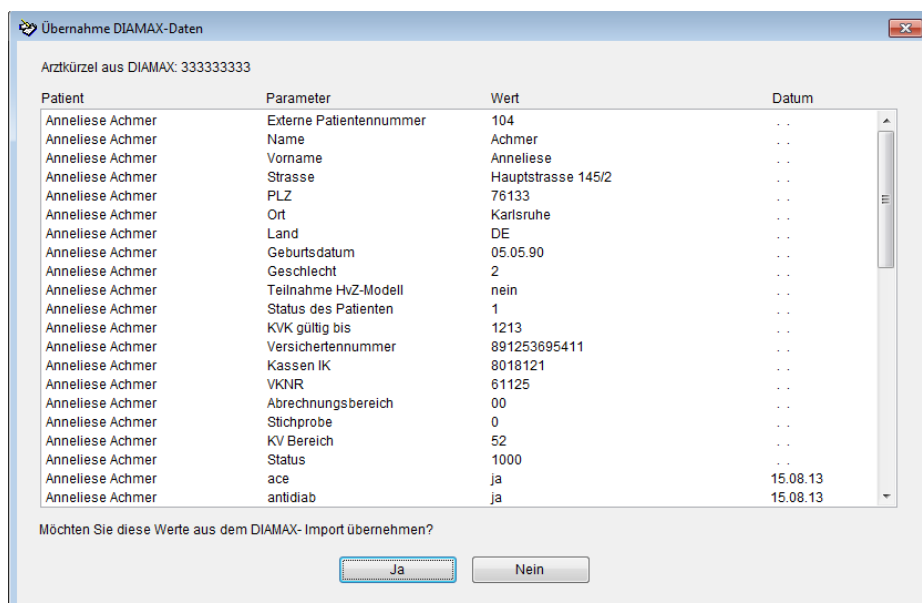 Übernahme DIAMAX-Daten
Arztkürzel aus DIAMAX: 333333333
Patient Parameter Wert Datum
Anneliese Achmer Externe Patientennummer 104 . .
Anneliese Achmer Name Achmer . .
Anneliese Achmer Vorname Anneliese . .
Anneliese Achmer Strasse Hauptstrasse 145/2 . .
Anneliese Achmer PLZ 76133 . .
Anneliese Achmer Ort Karlsruhe . .
Anneliese Achmer Land DE . .
Anneliese Achmer Geburtsdatum 05.05.90 . .
Anneliese Achmer Geschlecht 2 . .
Anneliese Achmer Teilnahme HvZ-Modell nein . .
Anneliese Achmer Status des Patienten 1 . .
Anneliese Achmer KVK gültig bis 1213 . .
Anneliese Achmer Versichertennummer 891253695411 . .
Anneliese Achmer Kassen IK 8018121 . .
Anneliese Achmer VKNR 61125 . .
Anneliese Achmer Abrechnungsbereich 00 . .
Anneliese Achmer Stichprobe 0 . .
Anneliese Achmer KV Bereich 52 . .
Anneliese Achmer Status 1000 . .
Anneliese Achmer ace ja 15.08.13
Anneliese Achmer antidiab ja 15.08.13
Möchten Sie diese Werte aus dem DIAMAX- Import übernehmen?
Ja Nein